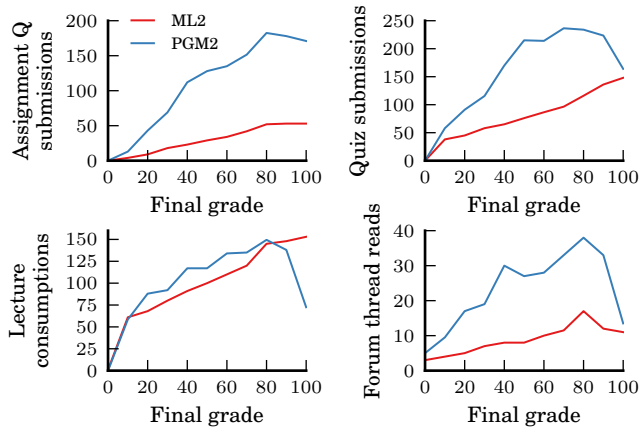 Assignment Q
submissions
200
150
100
50
0
ML2
PGM2
0 20 40 60 80 100
Final grade
Quiz submissions
250
200
150
100
50
0
0 20 40 60 80 100
Final grade
Lecture
consumptions
150
125
100
75
50
25
0
0 20 40 60 80 100
Final grade
Forum thread reads
40
30
20
10
0
0 20 40 60 80 100
Final grade